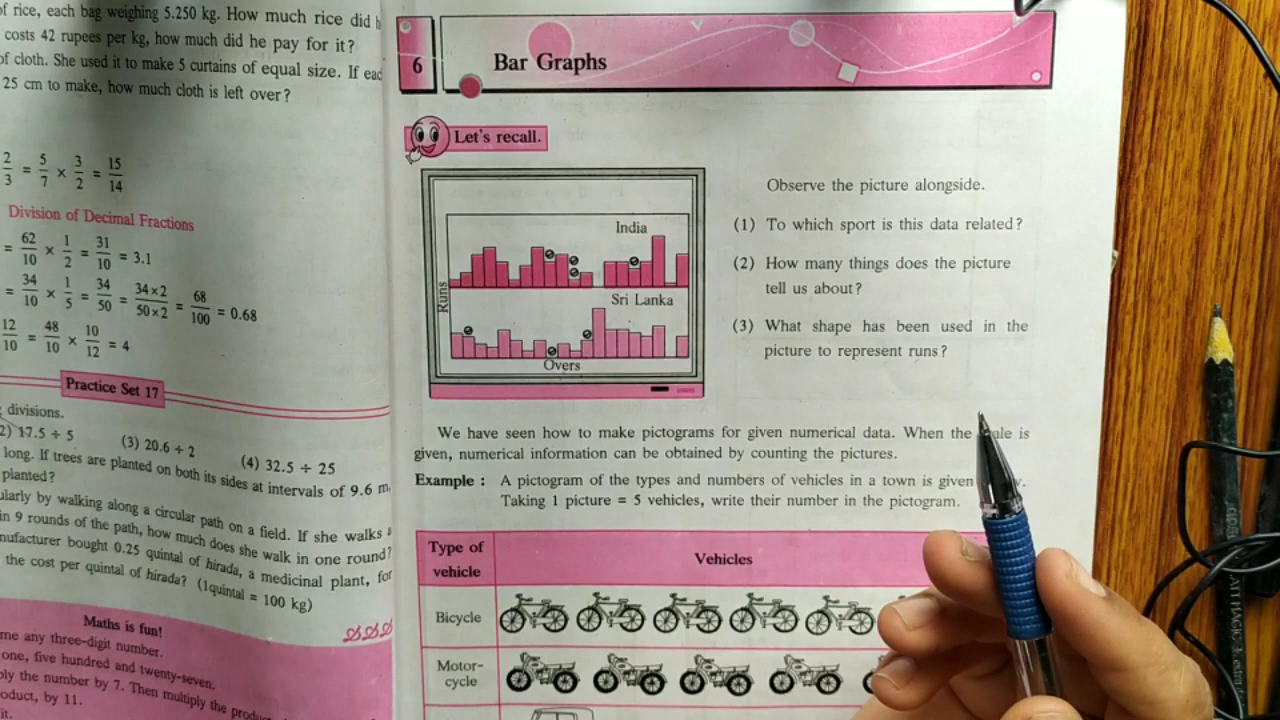 of rice, each bag weighing 5.250 kg. How much rice did
costs 42 rupees per kg, how much did he pay for it?
of cloth. She used it to make 5 curtains of equal size. If
25 cm to make, how much cloth is left over?
2/3 = 5/7 × 3/2 = 15/14
Division of Decimal Fractions
= 62/10 × 1/2 = 31/10 = 3.1
= 34/10 × 1/5 = 34/50 = 34×2/50×2 = 68/100 = 0.68
12/10 = 48/10 × 10/12 = 4
Practice Set 17
divisions.
2) 17.5 ÷ 5 (3) 20.6 ÷ 2 (4) 32.5 ÷ 25
long. If trees are planted on both its sides at intervals of 9.6 m,
planted?
ularly by walking along a circular path on a field. If she walks
in 9 rounds of the path, how much does she walk in one round?
nufacturer bought 0.25 quintal of hirada, a medicinal plant, for
the cost per quintal of hirada? (1quintal = 100 kg)
Maths is fun!
me any three-digit number.
one, five hundred and twenty-seven.
ply the number by 7. Then multiply the
oduct, by 11.
it.
6 Bar Graphs
Let's recall.
India
Runs
Sri Lanka
Overs
Observe the picture alongside.
(1) To which sport is this data related?
(2) How many things does the picture
tell us about?
(3) What shape has been used in the
picture to represent runs?
We have seen how to make pictograms for given numerical data. When the is
given, numerical information can be obtained by counting the pictures.
Example : A pictogram of the types and numbers of vehicles in a town is given
Taking 1 picture = 5 vehicles, write their number in the pictogram.
Type of
vehicle
Vehicles
Bicycle
Motor-
cycle